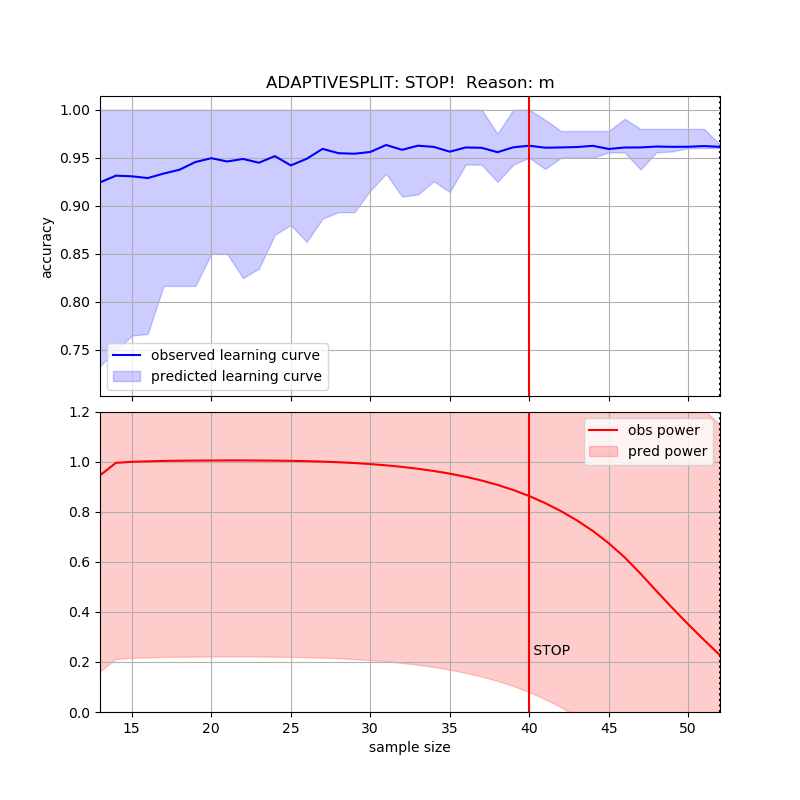 ADAPTIVESPLIT: STOP!  Reason: m
1.00
0.95
0.90
0.85
0.80
0.75
accuracy
observed learning curve
predicted learning curve
1.2
1.0
0.8
0.6
0.4
0.2
0.0
obs power
pred power
STOP
15 20 25 30 35 40 45 50
sample size